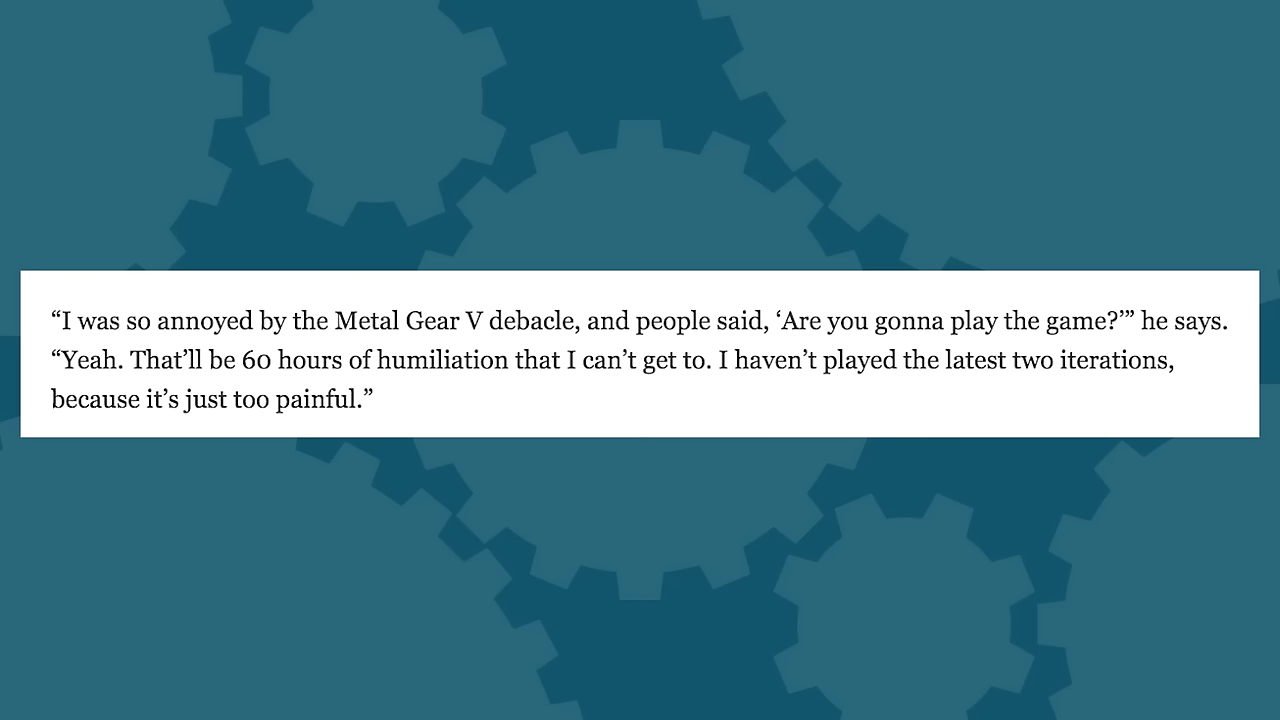 “I was so annoyed by the Metal Gear V debacle, and people said, ‘Are you gonna play the game?’” he says.
“Yeah. That’ll be 60 hours of humiliation that I can’t get to. I haven’t played the latest two iterations,
because it’s just too painful.”